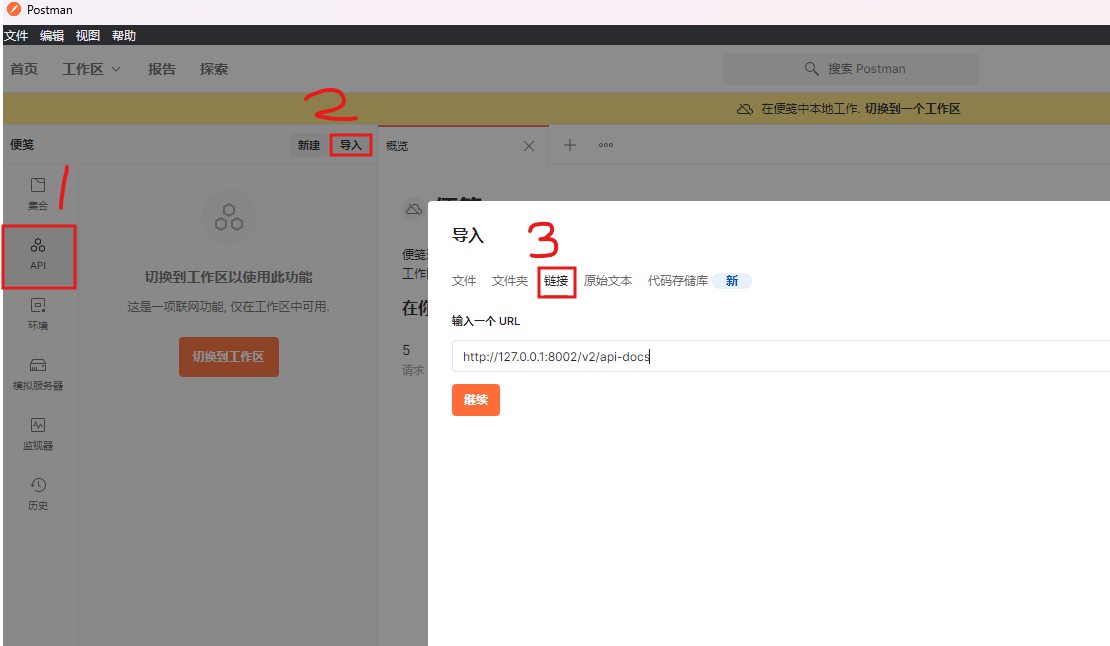 Postman
文件 编辑 视图 帮助
首页 工作区 报告 探索 搜索 Postman
2
在便笺中本地工作. 切换到一个工作区
便笺 新建 导入 概览
1
集合
API
环境
模拟服务器
监视器
历史
切换到工作区以使用此功能
这是一项联网功能, 仅在工作区中可用.
切换到工作区
便笺
工作
在你
5
请求
导入
3
文件 文件夹 链接 原始文本 代码存储库 新
输入一个 URL
http://127.0.0.1:8002/v2/api-docs
继续